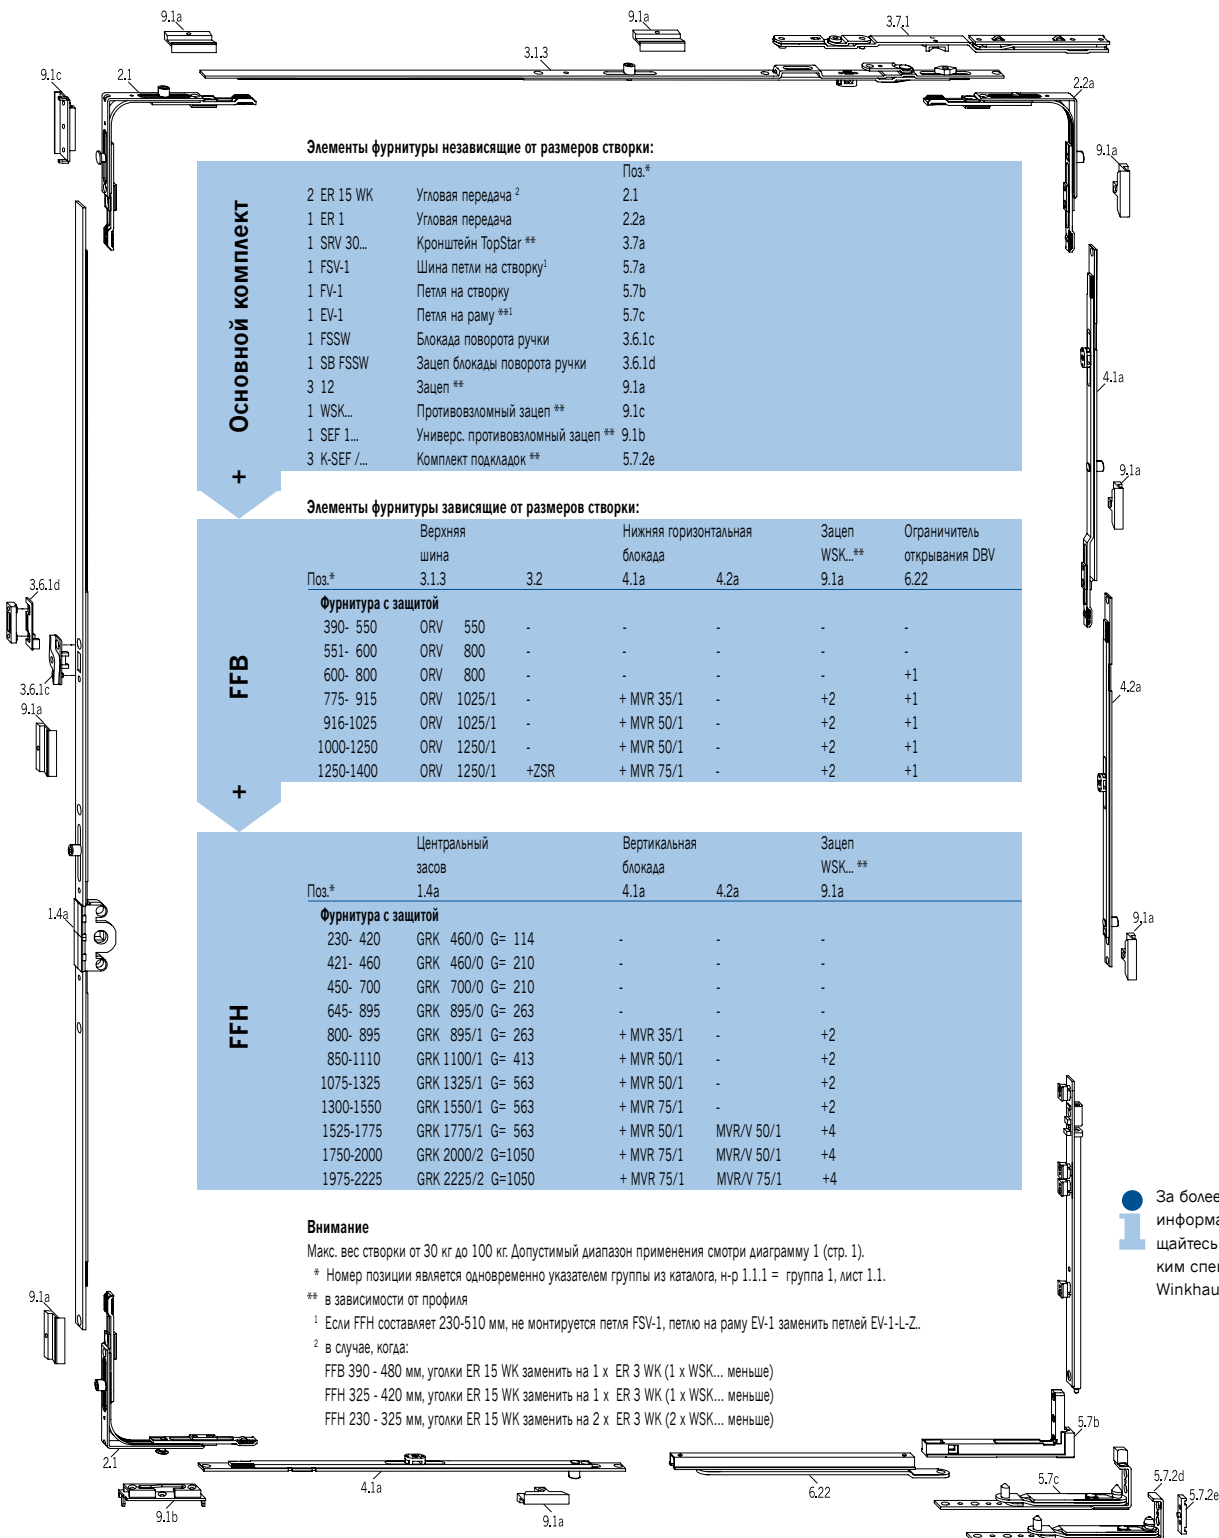 9.1a
9.1a
3.7.1
3.1.3
9.1c
2.1
2.2a
9.1a
Элементы фурнитуры независящие от размеров створки:
Основной комплект
+
Поз.*
2 ER 15 WK Угловая передача ² 2.1
1 ER 1 Угловая передача 2.2a
1 SRV 30... Кронштейн TopStar ** 3.7a
1 FSV-1 Шина петли на створку¹ 5.7a
1 FV-1 Петля на створку 5.7b
1 EV-1 Петля на раму **¹ 5.7c
1 FSSW Блокада поворота ручки 3.6.1c
1 SB FSSW Зацеп блокады поворота ручки 3.6.1d
3 12 Зацеп ** 9.1a
1 WSK... Противовзломный зацеп ** 9.1c
1 SEF 1... Универс. противовзломный зацеп ** 9.1b
3 K-SEF /... Комплект подкладок ** 5.7.2e
4.1a
9.1a
Элементы фурнитуры зависящие от размеров створки:
FFB
+
Верхняя Нижняя горизонтальная Зацеп Ограничитель
шина блокада WSK...** открывания DBV
Поз.* 3.1.3 3.2 4.1a 4.2a 9.1a 6.22
Фурнитура с защитой
390- 550 ORV 550 - - - - -
551- 600 ORV 800 - - - - -
600- 800 ORV 800 - - - - +1
775- 915 ORV 1025/1 - + MVR 35/1 - +2 +1
916-1025 ORV 1025/1 - + MVR 50/1 - +2 +1
1000-1250 ORV 1250/1 - + MVR 50/1 - +2 +1
1250-1400 ORV 1250/1 +ZSR + MVR 75/1 - +2 +1
3.6.1d
3.6.1c
9.1a
4.2a
FFH
Центральный Вертикальная Зацеп
засов блокада WSK... **
Поз.* 1.4a 4.1a 4.2a 9.1a
Фурнитура с защитой
230- 420 GRK 460/0 G= 114 - - -
421- 460 GRK 460/0 G= 210 - - -
450- 700 GRK 700/0 G= 210 - - -
645- 895 GRK 895/0 G= 263 - - -
800- 895 GRK 895/1 G= 263 + MVR 35/1 - +2
850-1110 GRK 1100/1 G= 413 + MVR 50/1 - +2
1075-1325 GRK 1325/1 G= 563 + MVR 50/1 - +2
1300-1550 GRK 1550/1 G= 563 + MVR 75/1 - +2
1525-1775 GRK 1775/1 G= 563 + MVR 50/1 MVR/V 50/1 +4
1750-2000 GRK 2000/2 G=1050 + MVR 75/1 MVR/V 50/1 +4
1975-2225 GRK 2225/2 G=1050 + MVR 75/1 MVR/V 75/1 +4
1.4a
9.1a
За более
информа
щайтесь
ким спе
Winkhau
Внимание
Макс. вес створки от 30 кг до 100 кг. Допустимый диапазон применения смотри диаграмму 1 (стр. 1).
* Номер позиции является одновременно указателем группы из каталога, н-р 1.1.1 = группа 1, лист 1.1.
** в зависимости от профиля
¹ Если FFH составляет 230-510 мм, не монтируется петля FSV-1, петлю на раму EV-1 заменить петлей EV-1-L-Z..
² в случае, когда:
FFB 390 - 480 мм, уголки ER 15 WK заменить на 1 x ER 3 WK (1 x WSK... меньше)
FFH 325 - 420 мм, уголки ER 15 WK заменить на 1 x ER 3 WK (1 x WSK... меньше)
FFH 230 - 325 мм, уголки ER 15 WK заменить на 2 x ER 3 WK (2 x WSK... меньше)
9.1a
2.1
9.1b
4.1a
9.1a
6.22
5.7b
5.7c
5.7.2d
5.7.2e